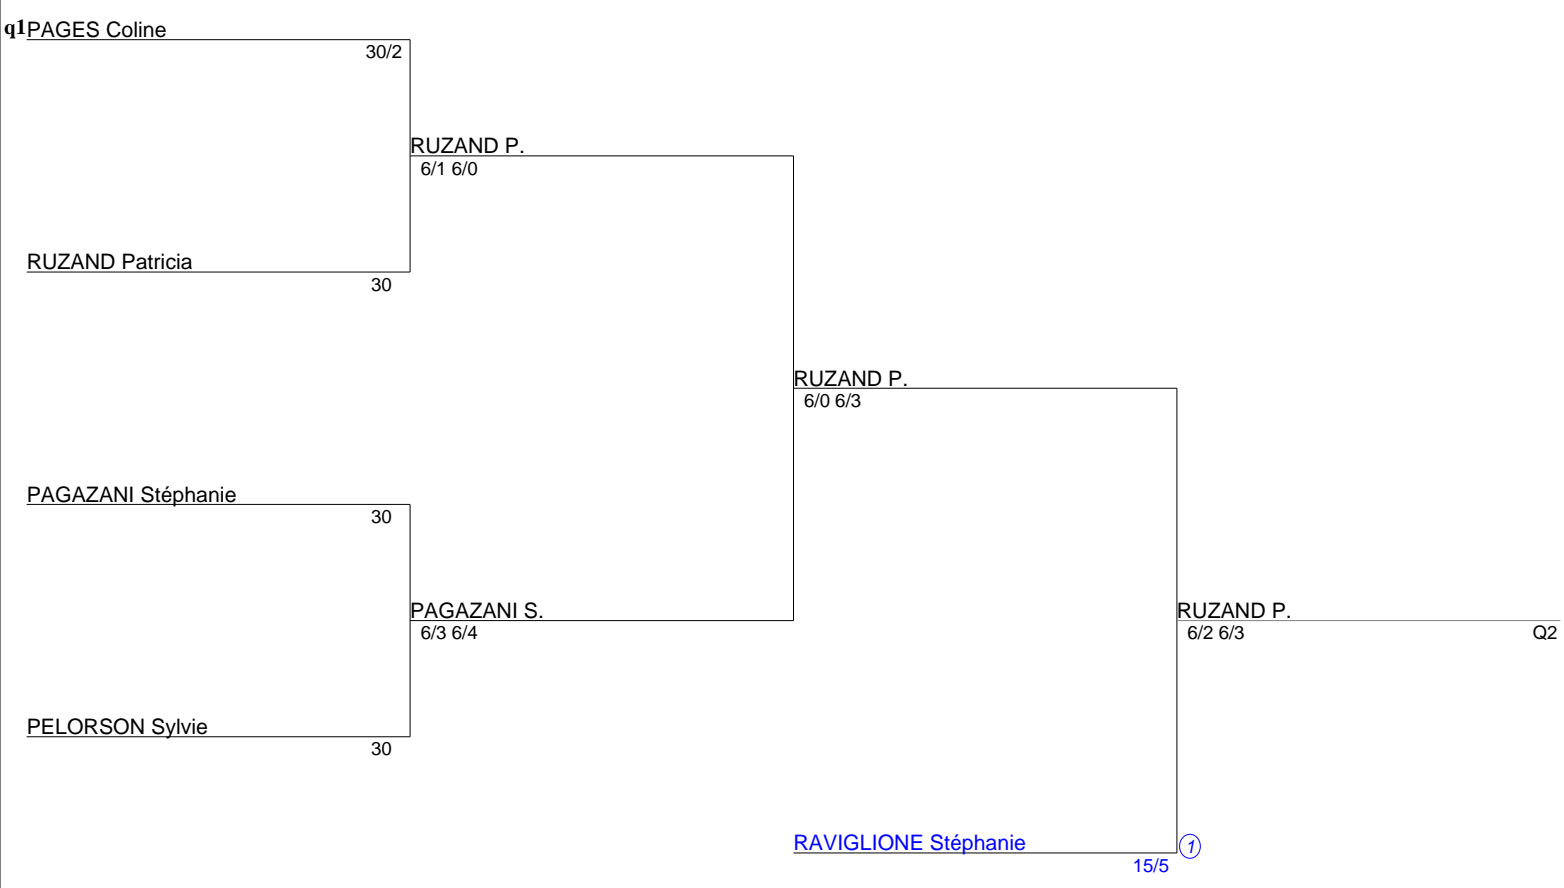 q1 PAGES Coline
30/2
RUZAND P.
6/1 6/0
RUZAND Patricia
30
RUZAND P.
6/0 6/3
PAGAZANI Stéphanie
30
PAGAZANI S.
6/3 6/4
RUZAND P.
6/2 6/3
Q2
PELORSON Sylvie
30
RAVIGLIONE Stéphanie
1
15/5